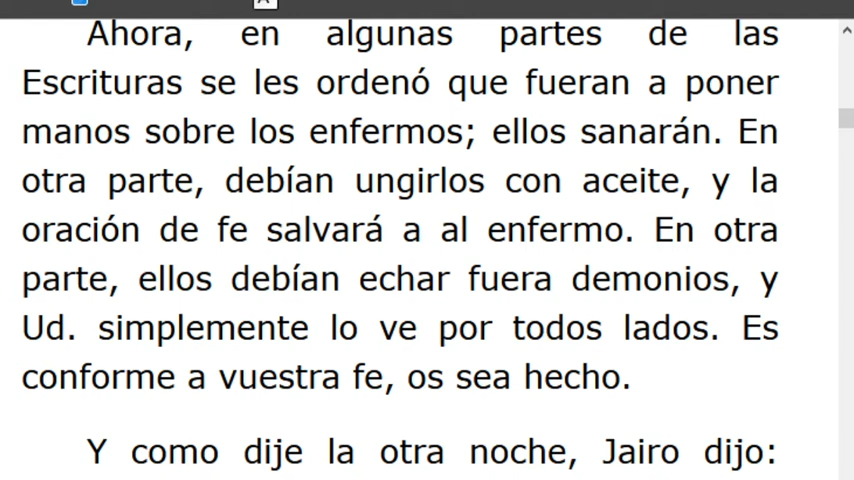 Ahora, en algunas partes de las
Escrituras se les ordenó que fueran a poner
manos sobre los enfermos; ellos sanarán. En
otra parte, debían ungirlos con aceite, y la
oración de fe salvará a al enfermo. En otra
parte, ellos debían echar fuera demonios, y
Ud. simplemente lo ve por todos lados. Es
conforme a vuestra fe, os sea hecho.
Y como dije la otra noche, Jairo dijo: